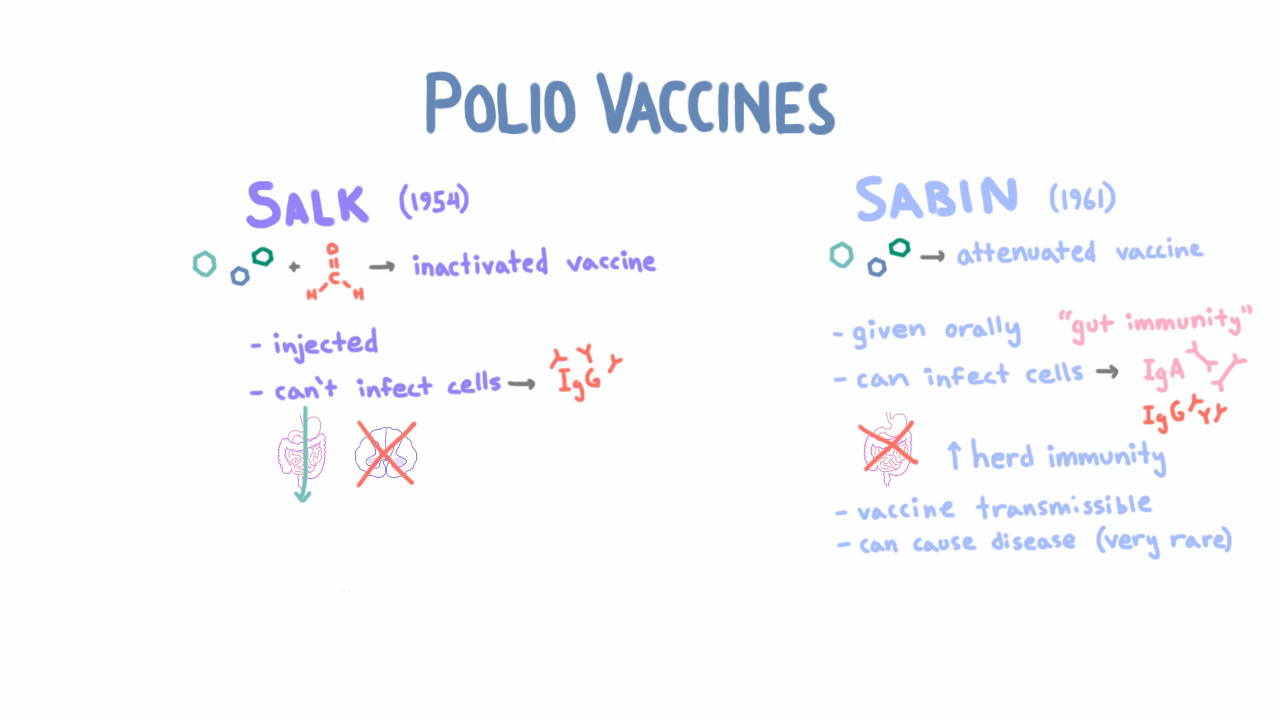 POLIO VACCINES
SALK (1954)
+ O C H H → inactivated vaccine
- injected
- can't infect cells → IgG
SABIN (1961)
→ attenuated vaccine
- given orally "gut immunity"
- can infect cells → IgA
IgG
↑ herd immunity
- vaccine transmissible
- can cause disease (very rare)